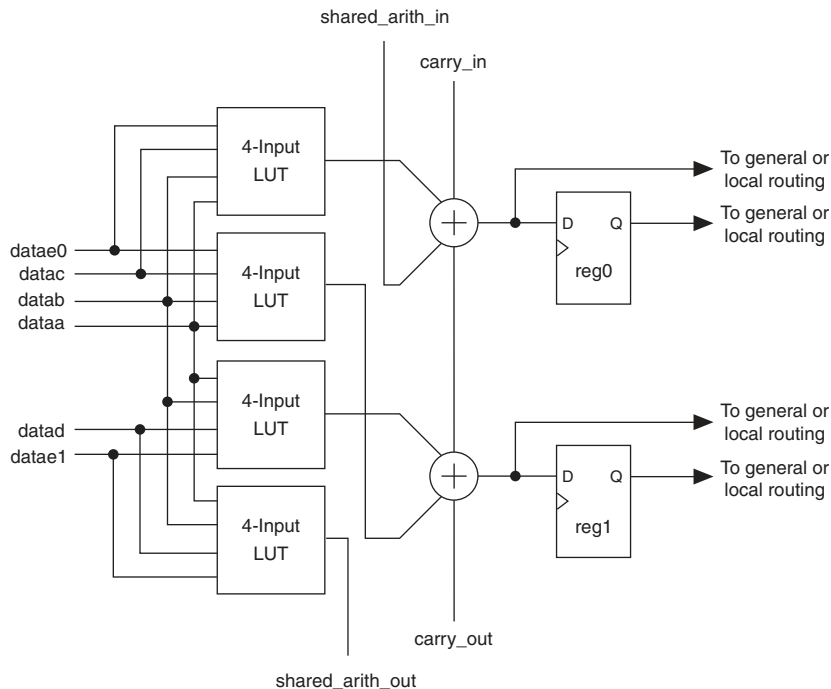 shared_arith_in
carry_in
4-Input
LUT
To general or
local routing
D Q
To general or
local routing
reg0
datae0
datac
datab
dataa
4-Input
LUT
4-Input
LUT
To general or
local routing
datad
datae1
D Q
To general or
local routing
reg1
4-Input
LUT
carry_out
shared_arith_out